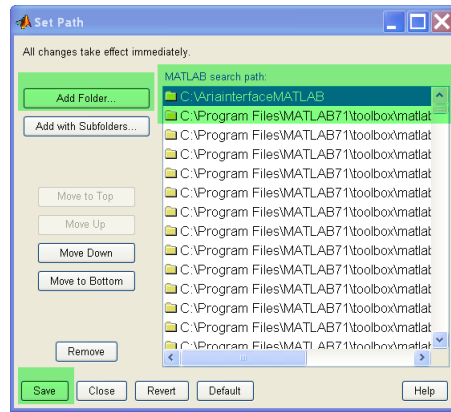 Set Path
All changes take effect immediately.
MATLAB search path:
Add Folder...
Add with Subfolders...
Move to Top
Move Up
Move Down
Move to Bottom
Remove
C:\AriainterfaceMATLAB
C:\Program Files\MATLAB71\toolbox\matlab
C:\Program Files\MATLAB71\toolbox\matlab
C:\Program Files\MATLAB71\toolbox\matlab
C:\Program Files\MATLAB71\toolbox\matlab
C:\Program Files\MATLAB71\toolbox\matlab
C:\Program Files\MATLAB71\toolbox\matlab
C:\Program Files\MATLAB71\toolbox\matlab
C:\Program Files\MATLAB71\toolbox\matlab
C:\Program Files\MATLAB71\toolbox\matlab
C:\Program Files\MATLAB71\toolbox\matlab
C:\Program Files\MATLAB71\toolbox\matlab
C:\Program Files\MATLAB71\toolbox\matlab
C:\Program Files\MATLAB71\toolbox\matlab
Save
Close
Revert
Default
Help